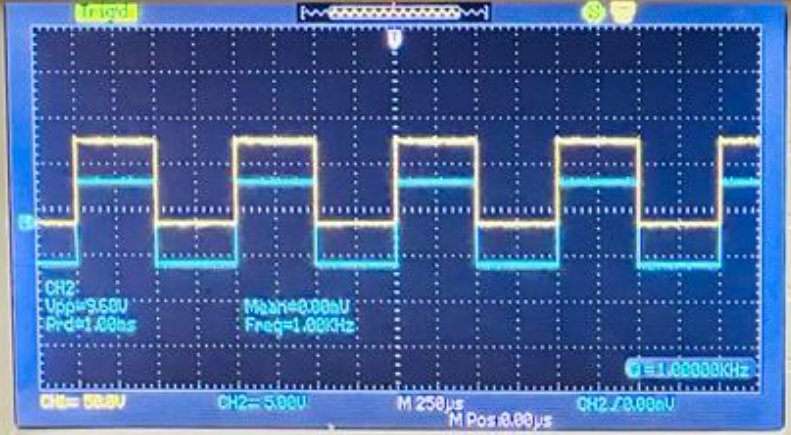 Trig'd
T
CH2
Vpp=9.60V Mean=0.00mV
Prd=1.00ms Freq=1.00KHz
=1.00000KHz
CH1= 50.0V CH2= 5.00V M 250µs CH2 0.00mV
M Pos:0.00µs